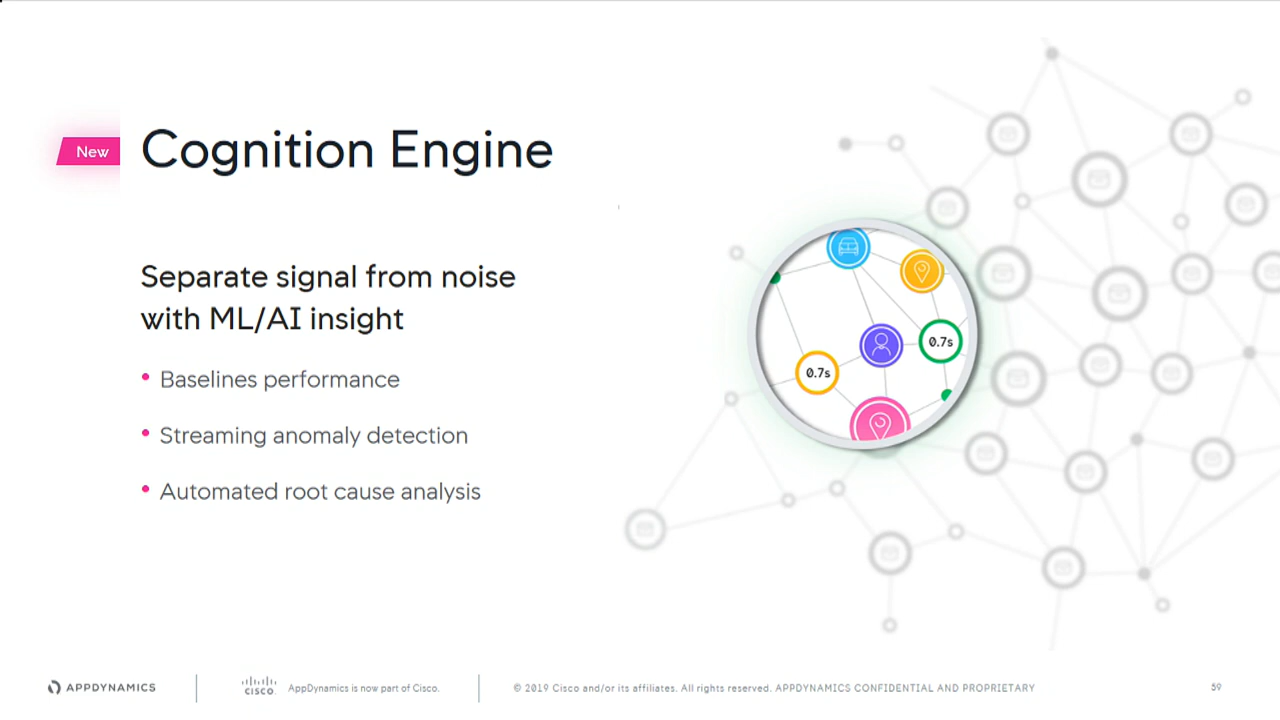 New
Cognition Engine
Separate signal from noise
with ML/AI insight
• Baselines performance
• Streaming anomaly detection
• Automated root cause analysis
0.7s
0.7s
APPDYNAMICS
CISCO
AppDynamics is now part of Cisco.
© 2019 Cisco and/or its affiliates. All rights reserved. APPDYNAMICS CONFIDENTIAL AND PROPRIETARY
59